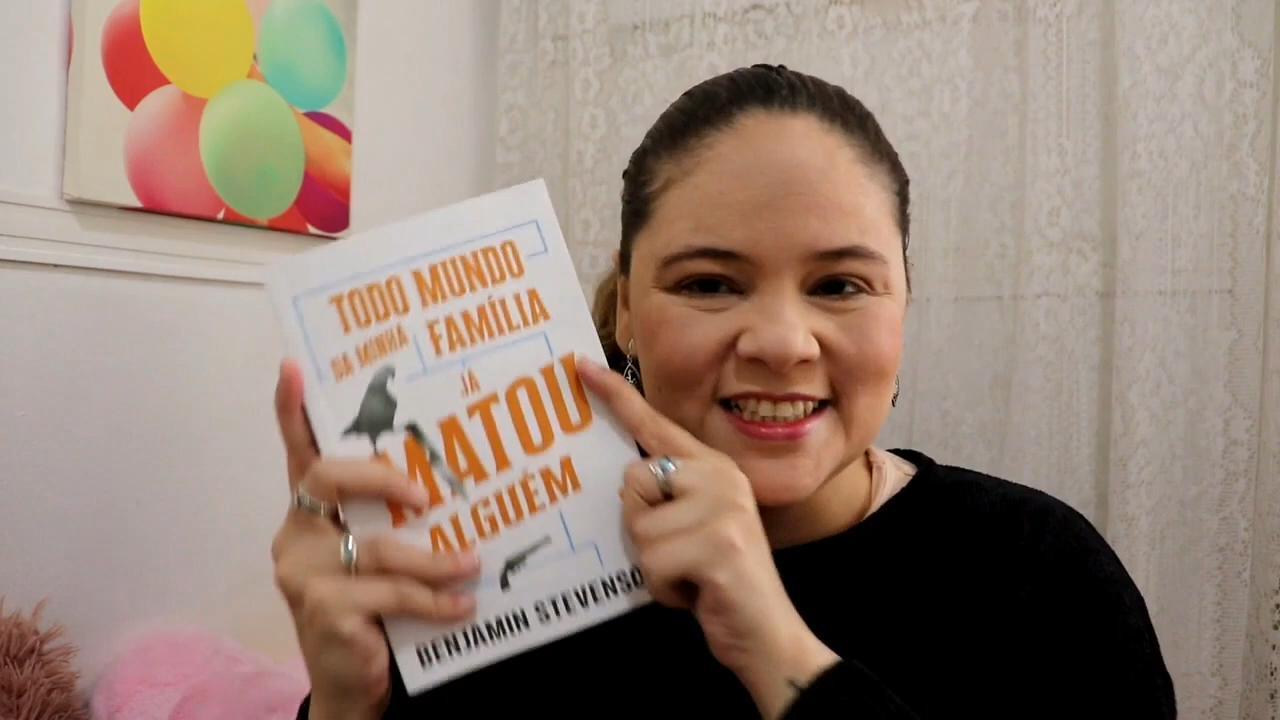 TODO MUNDO
DA MINHA FAMÍLIA
JÁ
MATOU
ALGUÉM
BENJAMIN STEVENSO